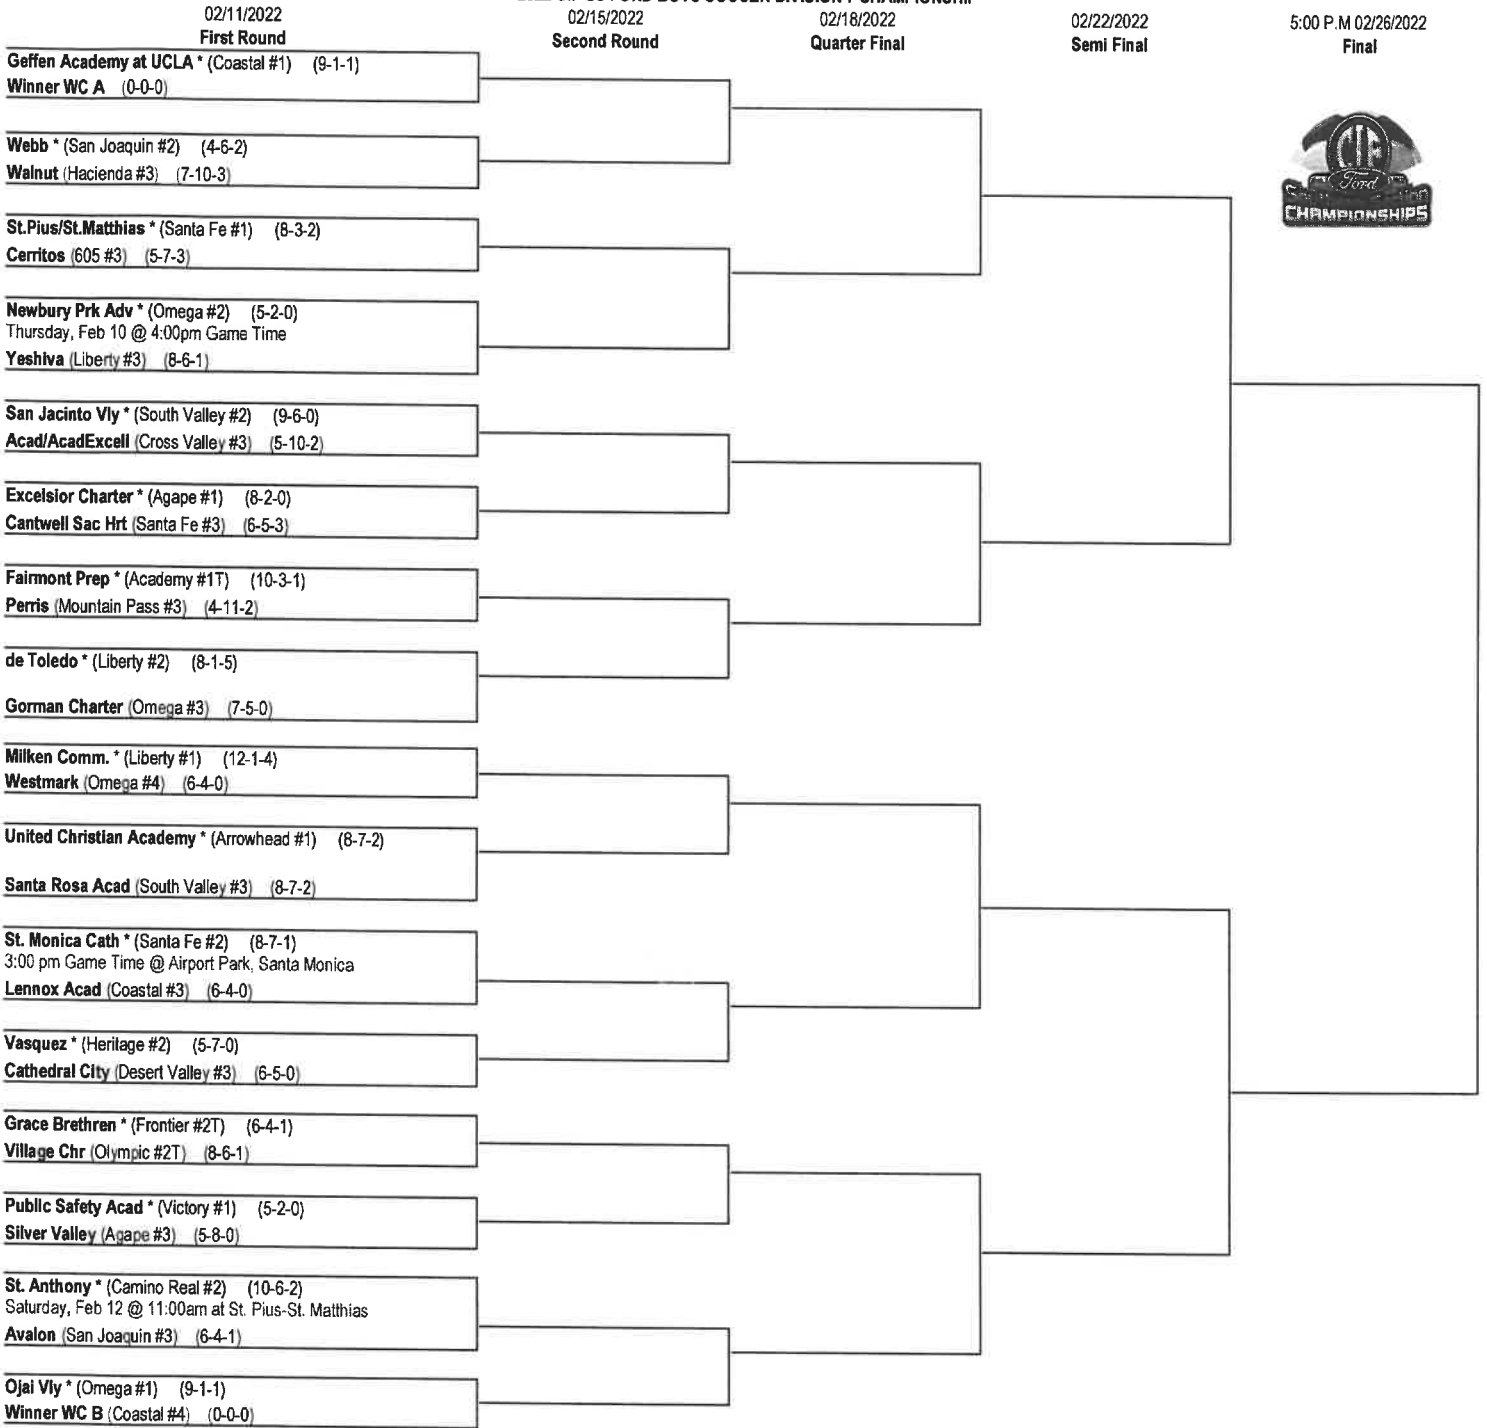 02/11/2022
First Round
02/15/2022
Second Round
02/18/2022
Quarter Final
02/22/2022
Semi Final
5:00 P.M 02/26/2022
Final
CIF
Ford
CHAMPIONSHIPS
Geffen Academy at UCLA * (Coastal #1) (9-1-1)
Winner WC A (0-0-0)
Webb * (San Joaquin #2) (4-6-2)
Walnut (Hacienda #3) (7-10-3)
St.Pius/St.Matthias * (Santa Fe #1) (8-3-2)
Cerritos (605 #3) (5-7-3)
Newbury Prk Adv * (Omega #2) (5-2-0)
Thursday, Feb 10 @ 4:00pm Game Time
Yeshiva (Liberty #3) (8-6-1)
San Jacinto Vly * (South Valley #2) (9-6-0)
Acad/AcadExcell (Cross Valley #3) (5-10-2)
Excelsior Charter * (Agape #1) (8-2-0)
Cantwell Sac Hrt (Santa Fe #3) (6-5-3)
Fairmont Prep * (Academy #1T) (10-3-1)
Perris (Mountain Pass #3) (4-11-2)
de Toledo * (Liberty #2) (8-1-5)
Gorman Charter (Omega #3) (7-5-0)
Milken Comm. * (Liberty #1) (12-1-4)
Westmark (Omega #4) (6-4-0)
United Christian Academy * (Arrowhead #1) (8-7-2)
Santa Rosa Acad (South Valley #3) (8-7-2)
St. Monica Cath * (Santa Fe #2) (8-7-1)
3:00 pm Game Time @ Airport Park, Santa Monica
Lennox Acad (Coastal #3) (6-4-0)
Vasquez * (Heritage #2) (5-7-0)
Cathedral City (Desert Valley #3) (6-5-0)
Grace Brethren * (Frontier #2T) (6-4-1)
Village Chr (Olympic #2T) (8-6-1)
Public Safety Acad * (Victory #1) (5-2-0)
Silver Valley (Agape #3) (5-8-0)
St. Anthony * (Camino Real #2) (10-6-2)
Saturday, Feb 12 @ 11:00am at St. Pius-St. Matthias
Avalon (San Joaquin #3) (6-4-1)
Ojai Vly * (Omega #1) (9-1-1)
Winner WC B (Coastal #4) (0-0-0)